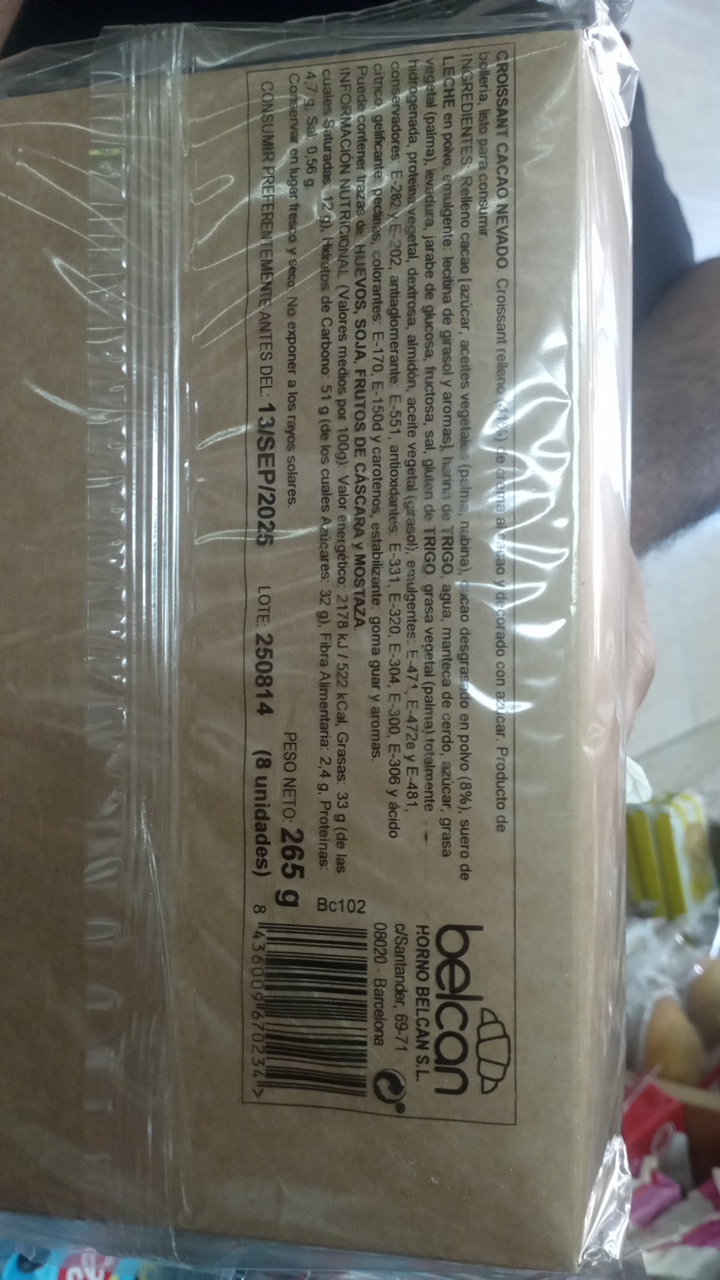 CROISSANT CACAO NEVADO. Croissant relleno (31%) de crema al cacao y decorado con azúcar. Producto de
bollería, listo para consumir.
INGREDIENTES: Relleno cacao [azúcar, aceites vegetales (palma, nabina), cacao desgrasado en polvo (8%), suero de
LECHE en polvo, emulgente: lecitina de girasol y aromas], harina de TRIGO, agua, manteca de cerdo, azúcar, grasa
vegetal (palma), levadura, jarabe de glucosa, fructosa, sal, gluten de TRIGO, grasa vegetal (palma) totalmente
hidrogenada, proteína vegetal, dextrosa, almidón, aceite vegetal (girasol), emulgentes: E-471, E-472e y E-481,
conservadores: E-282 y E-202, antiaglomerante: E-551, antioxidantes: E-331, E-320, E-304, E-300, E-306 y ácido
cítrico, gelificante: pectinas, colorantes: E-170, E-150d y carotenos, estabilizante: goma guar y aromas.
Puede contener trazas de: HUEVOS, SOJA, FRUTOS DE CÁSCARA y MOSTAZA.
INFORMACIÓN NUTRICIONAL (Valores medios por 100g): Valor energético: 2178 kJ / 522 kCal, Grasas: 33 g (de las
cuales Saturadas: 12 g), Hidratos de Carbono: 51 g (de los cuales Azúcares: 32 g), Fibra Alimentaria: 2,4 g, Proteínas:
4,7 g, Sal: 0,56 g.
Conservar en lugar fresco y seco. No exponer a los rayos solares.
PESO NETO: 265 g
CONSUMIR PREFERENTEMENTE ANTES DEL: 13/SEP/2025 LOTE: 250814 (8 unidades)
belcan
HORNO BELCAN S.L.
c/Santander, 69-71
08020 - Barcelona
Bc102
8 436009 670234 >